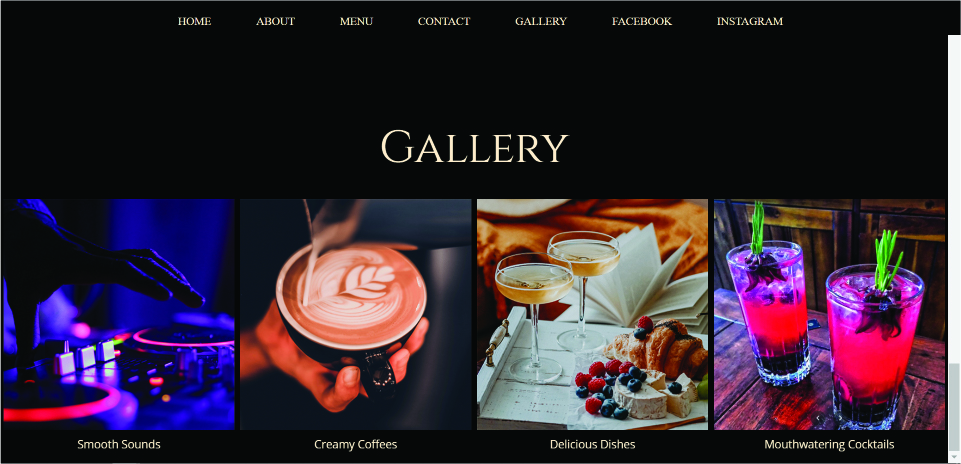 HOME ABOUT MENU CONTACT GALLERY FACEBOOK INSTAGRAM
GALLERY
Smooth Sounds Creamy Coffees Delicious Dishes Mouthwatering Cocktails